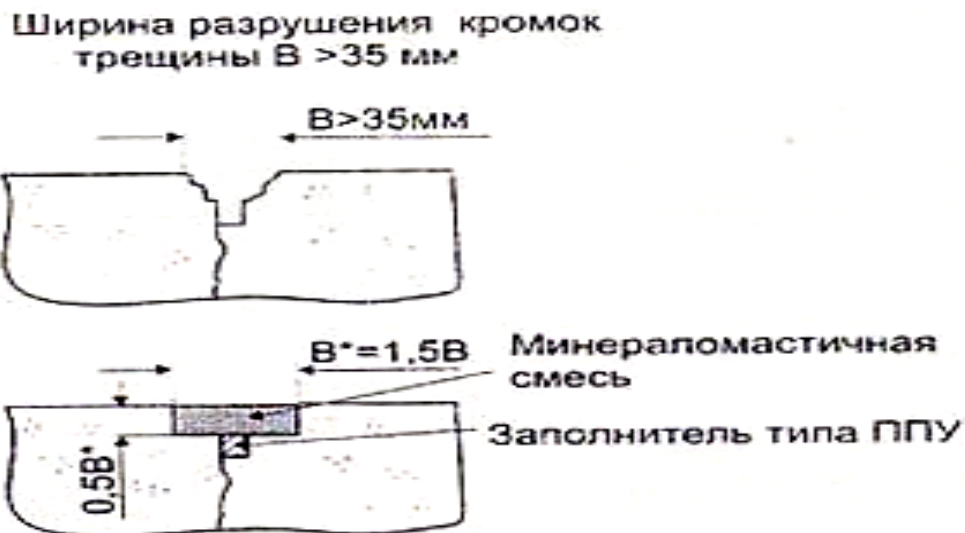 Ширина разрушения кромок
трещины В >35 мм
В>35мм
В*=1,5В
Минераломастичная
смесь
Заполнитель типа ППУ
0,5В*